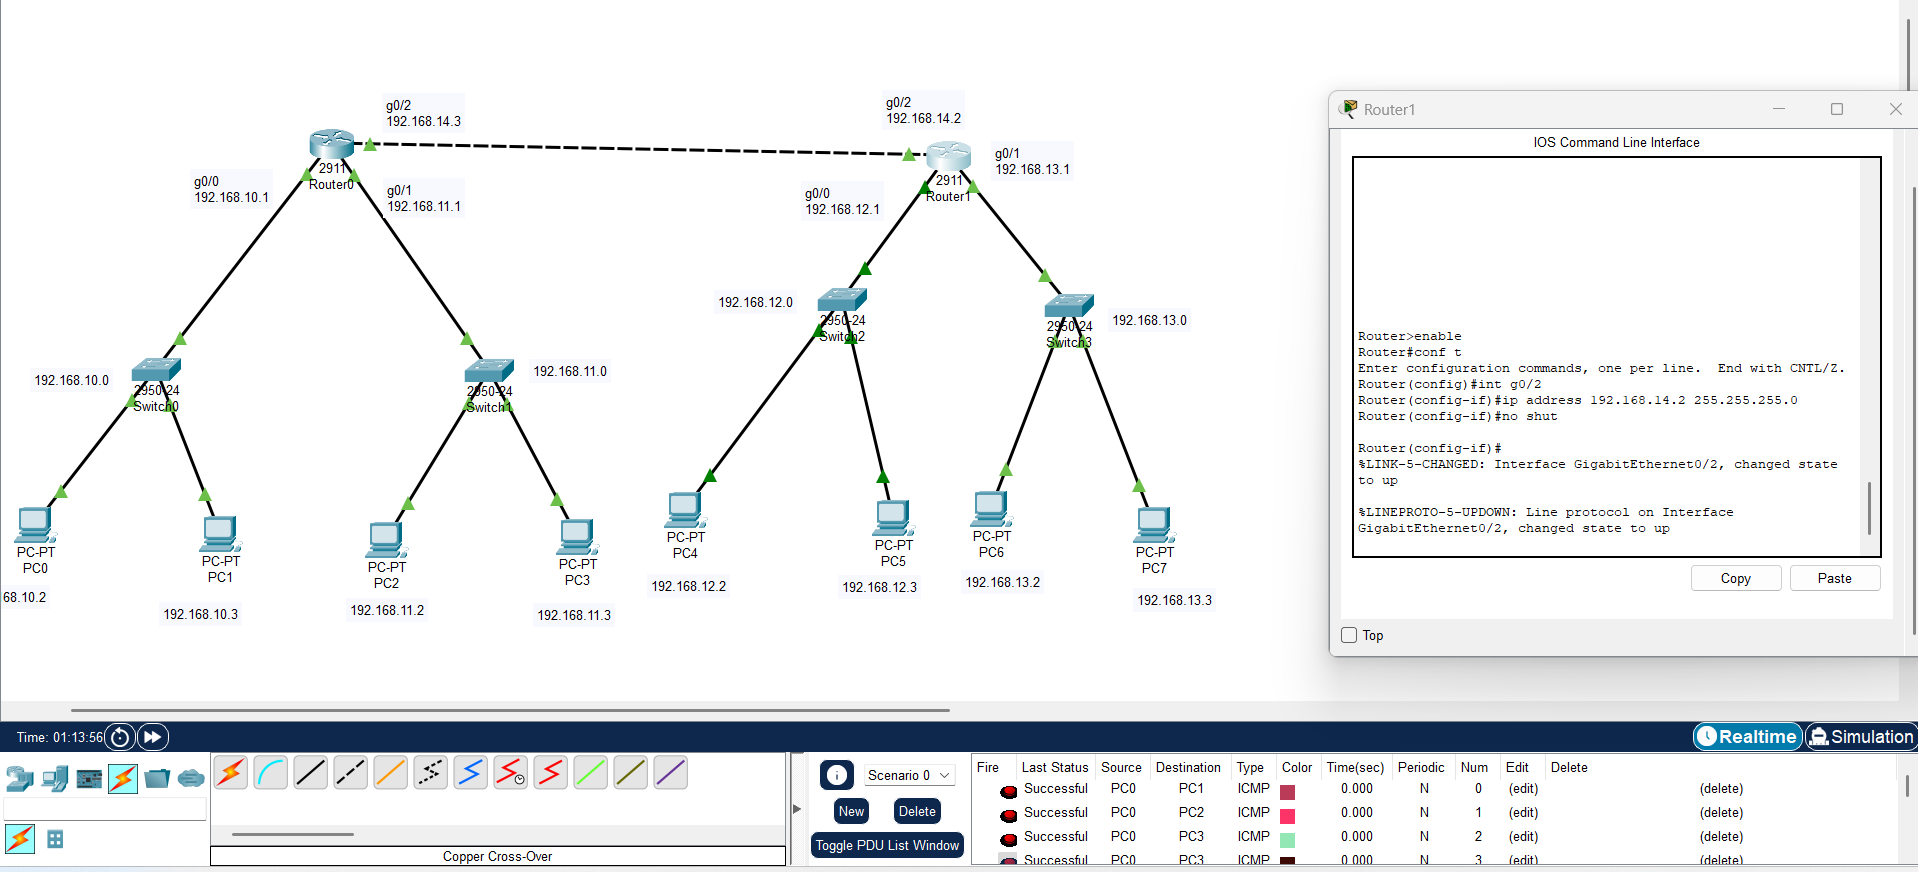 g0/2
192.168.14.3
g0/2
192.168.14.2
2911
Router0
g0/0
192.168.10.1
g0/1
192.168.11.1
g0/1
192.168.13.1
2911
Router1
g0/0
192.168.12.1
192.168.12.0
2950-24
Switch2
2950-24
Switch3
192.168.13.0
192.168.10.0
2950-24
Switch0
2950-24
Switch1
192.168.11.0
PC-PT
PC0
68.10.2
PC-PT
PC1
192.168.10.3
PC-PT
PC2
192.168.11.2
PC-PT
PC3
192.168.11.3
PC-PT
PC4
192.168.12.2
PC-PT
PC5
192.168.12.3
PC-PT
PC6
192.168.13.2
PC-PT
PC7
192.168.13.3
Router1
IOS Command Line Interface
Router>enable
Router#conf t
Enter configuration commands, one per line.  End with CNTL/Z.
Router(config)#int g0/2
Router(config-if)#ip address 192.168.14.2 255.255.255.0
Router(config-if)#no shut
Router(config-if)#
%LINK-5-CHANGED: Interface GigabitEthernet0/2, changed state
to up
%LINEPROTO-5-UPDOWN: Line protocol on Interface
GigabitEthernet0/2, changed state to up
Copy Paste
Top
Time: 01:13:56
Realtime Simulation
Copper Cross-Over
Scenario 0
New Delete
Toggle PDU List Window
Fire Last Status Source Destination Type Color Time(sec) Periodic Num Edit Delete
Successful PC0 PC1 ICMP 0.000 N 0 (edit) (delete)
Successful PC0 PC2 ICMP 0.000 N 1 (edit) (delete)
Successful PC0 PC3 ICMP 0.000 N 2 (edit) (delete)
Successful PC0 PC3 ICMP 0.000 N 3 (edit) (delete)